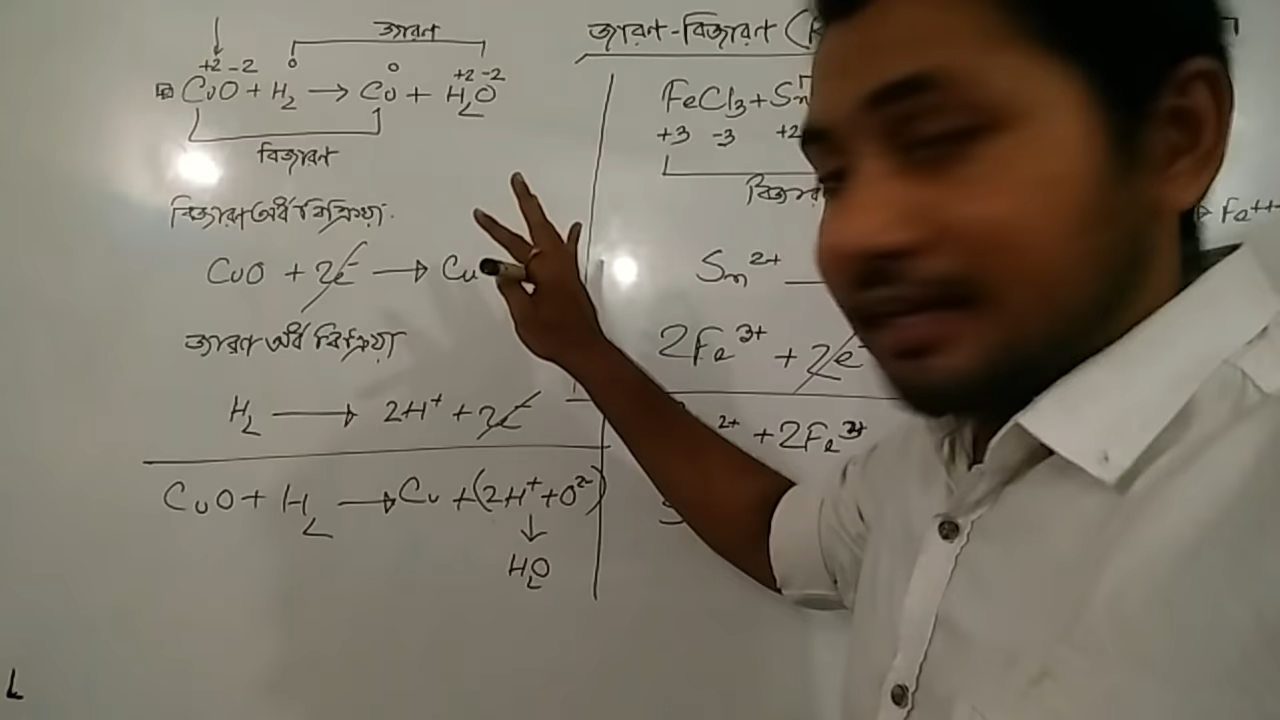 জারণ
+2 -2 0 0 +2 -2
CuO + H2 → Cu + H2O
বিজারণ
বিজারণ অর্ধ বিক্রিয়া:
CuO + 2e- → Cu
জারণ অর্ধ বিক্রিয়া
H2 → 2H+ + 2e
CuO + H2 → Cu + (2H+ + O2-)
↓
H2O
জারণ-বিজারণ (R
FeCl3 + Sn
+3 -3 +2
বিজার
Fe++
Sn2+
2Fe3+ + 2e-
2+ + 2Fe3+
L